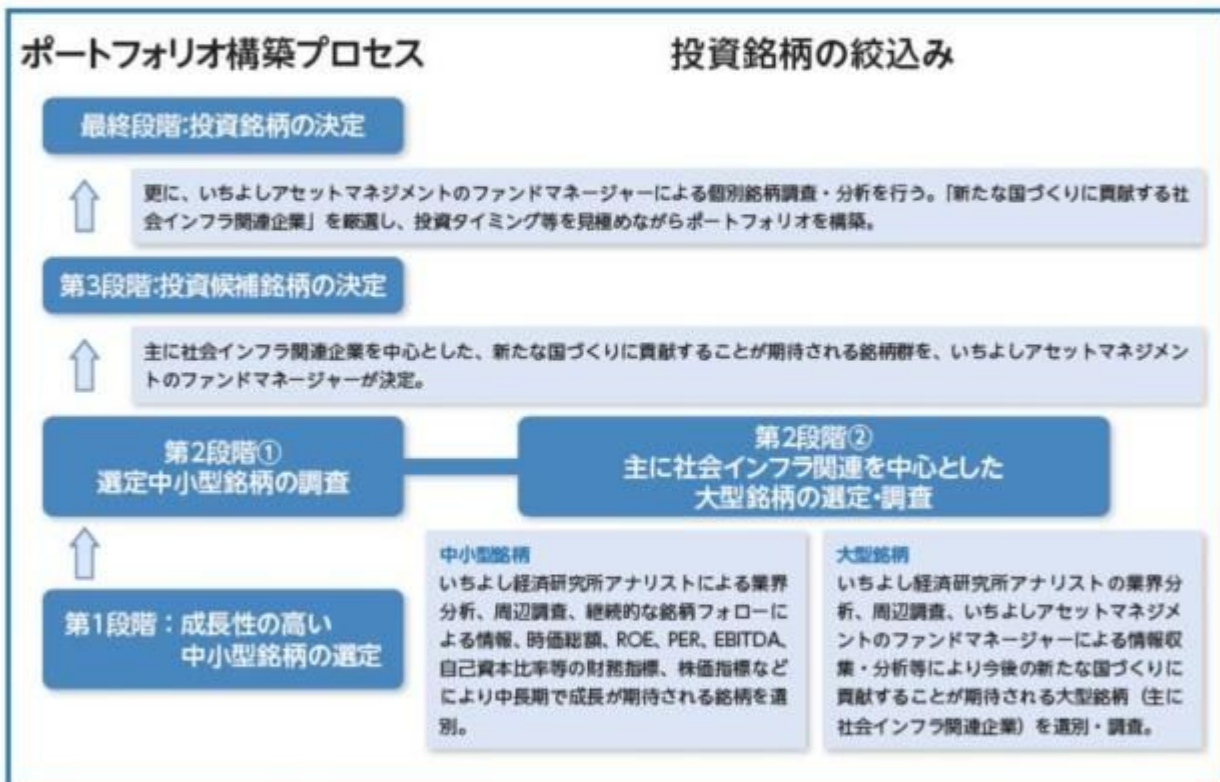 ポートフォリオ構築プロセス
投資銘柄の絞込み
最終段階:投資銘柄の決定
更に、いちよしアセットマネジメントのファンドマネージャーによる個別銘柄調査・分析を行う。「新たな国づくりに貢献する社
会インフラ関連企業」を厳選し、投資タイミング等を見極めながらポートフォリオを構築。
第3段階:投資候補銘柄の決定
主に社会インフラ関連企業を中心とした、新たな国づくりに貢献することが期待される銘柄群を、いちよしアセットマネジメン
トのファンドマネージャーが決定。
第2段階①
選定中小型銘柄の調査
第2段階②
主に社会インフラ関連を中心とした
大型銘柄の選定・調査
第1段階：成長性の高い
中小型銘柄の選定
中小型銘柄
いちよし経済研究所アナリストによる業界
分析、周辺調査、継続的な銘柄フォローに
よる情報、時価総額、ROE、PER、EBITDA、
自己資本比率等の財務指標、株価指標など
により中長期で成長が期待される銘柄を選
別。
大型銘柄
いちよし経済研究所アナリストの業界分
析、周辺調査、いちよしアセットマネジメ
ントのファンドマネージャーによる情報収
集・分析等により今後の新たな国づくりに
貢献することが期待される大型銘柄（主に
社会インフラ関連企業）を選別・調査。